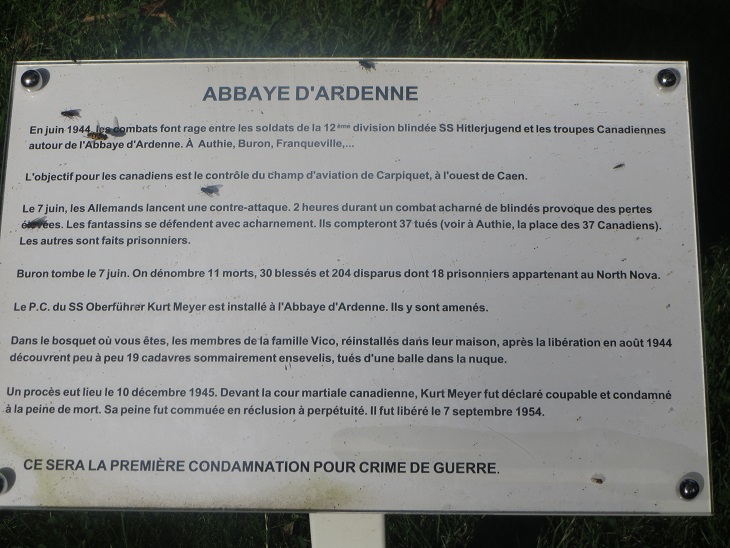 ABBAYE D'ARDENNE
En juin 1944, les combats font rage entre les soldats de la 12ème division blindée SS Hitlerjugend et les troupes Canadiennes
autour de l'Abbaye d'Ardenne. À Authie, Buron, Franqueville,...
L'objectif pour les canadiens est le contrôle du champ d'aviation de Carpiquet, à l'ouest de Caen.
Le 7 juin, les Allemands lancent une contre-attaque. 2 heures durant un combat acharné de blindés provoque des pertes
élevées. Les fantassins se défendent avec acharnement. Ils compteront 37 tués (voir à Authie, la place des 37 Canadiens).
Les autres sont faits prisonniers.
Buron tombe le 7 juin. On dénombre 11 morts, 30 blessés et 204 disparus dont 18 prisonniers appartenant au North Nova.
Le P.C. du SS Oberführer Kurt Meyer est installé à l'Abbaye d'Ardenne. Ils y sont amenés.
Dans le bosquet où vous êtes, les membres de la famille Vico, réinstallés dans leur maison, après la libération en août 1944
découvrent peu à peu 19 cadavres sommairement ensevelis, tués d'une balle dans la nuque.
Un procès eut lieu le 10 décembre 1945. Devant la cour martiale canadienne, Kurt Meyer fut déclaré coupable et condamné
à la peine de mort. Sa peine fut commuée en réclusion à perpétuité. Il fut libéré le 7 septembre 1954.
CE SERA LA PREMIÈRE CONDAMNATION POUR CRIME DE GUERRE.